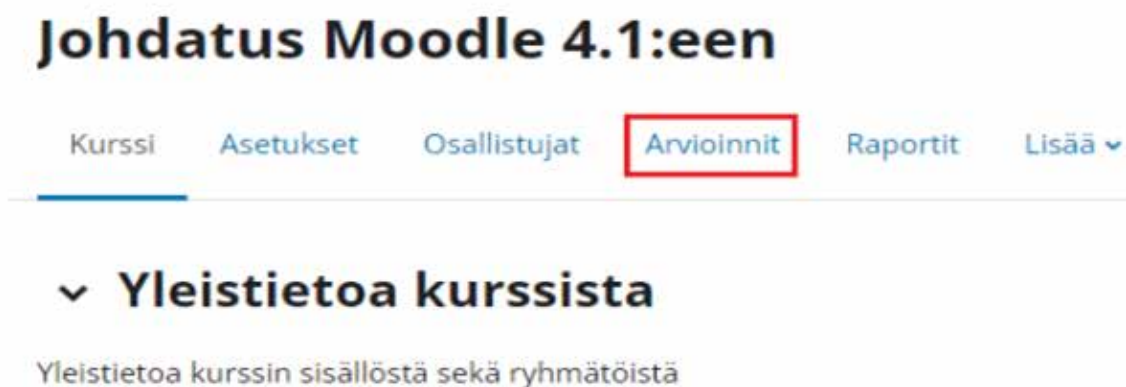 Johdatus Moodle 4.1:een
Kurssi Asetukset Osallistujat Arvioinnit Raportit Lisää
Yleistietoa kurssista
Yleistietoa kurssin sisällöstä sekä ryhmätöistä